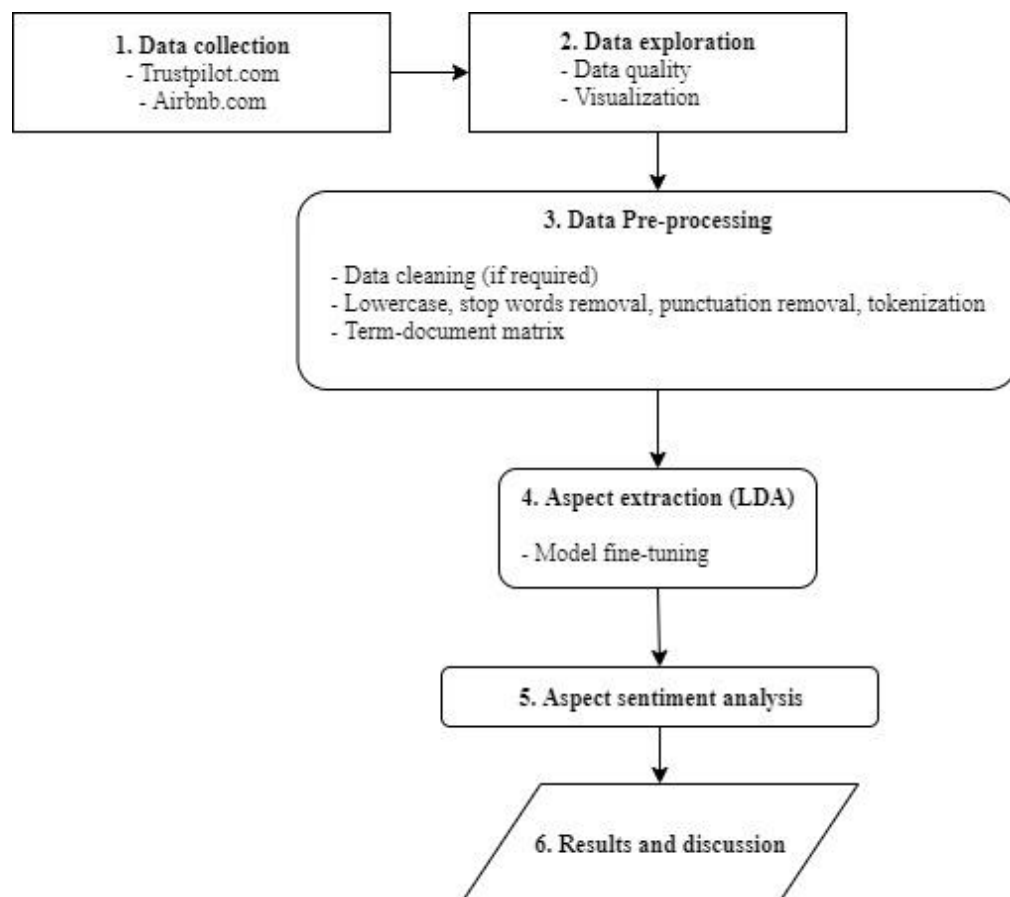 1. Data collection
- Trustpilot.com
- Airbnb.com
2. Data exploration
- Data quality
- Visualization
3. Data Pre-processing
- Data cleaning (if required)
- Lowercase, stop words removal, punctuation removal, tokenization
- Term-document matrix
4. Aspect extraction (LDA)
- Model fine-tuning
5. Aspect sentiment analysis
6. Results and discussion